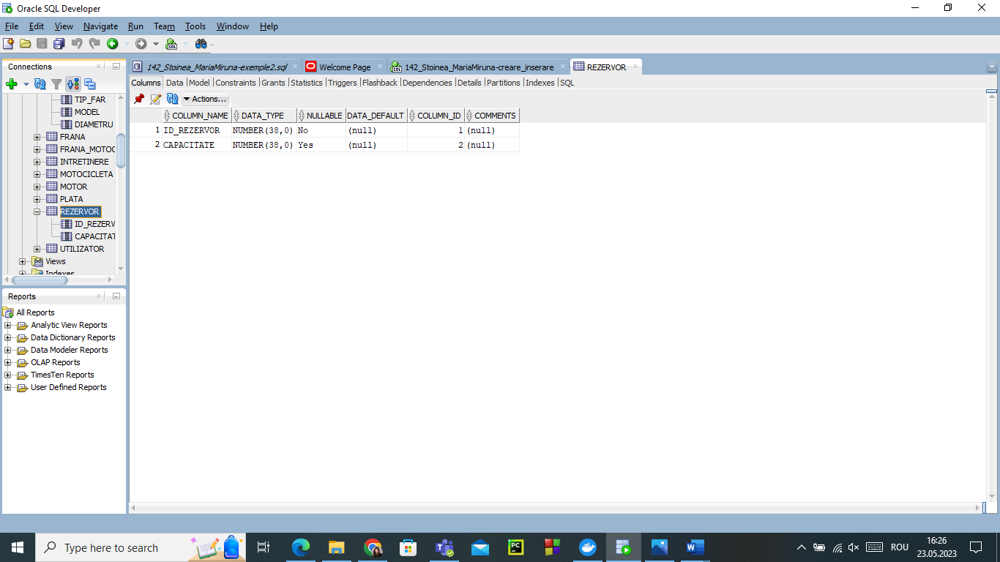 Oracle SQL Developer
File Edit View Navigate Run Team Tools Window Help
Connections
142_Stoinea_MariaMiruna-exemple2.sql Welcome Page 142_Stoinea_MariaMiruna-creare_inserare REZERVOR
Columns Data Model Constraints Grants Statistics Triggers Flashback Dependencies Details Partitions Indexes SQL
Actions...
COLUMN_NAME DATA_TYPE NULLABLE DATA_DEFAULT COLUMN_ID COMMENTS
1 ID_REZERVOR NUMBER(38,0) No (null) 1 (null)
2 CAPACITATE NUMBER(38,0) Yes (null) 2 (null)
TIP_FAR
MODEL
DIAMETRU
FRANA
FRANA_MOTOC
INTRETINERE
MOTOCICLETA
MOTOR
PLATA
REZERVOR
ID_REZERV
CAPACITAT
UTILIZATOR
Views
Indexes
Reports
All Reports
Analytic View Reports
Data Dictionary Reports
Data Modeler Reports
OLAP Reports
TimesTen Reports
User Defined Reports
Type here to search
ROU
16:26
23.05.2023